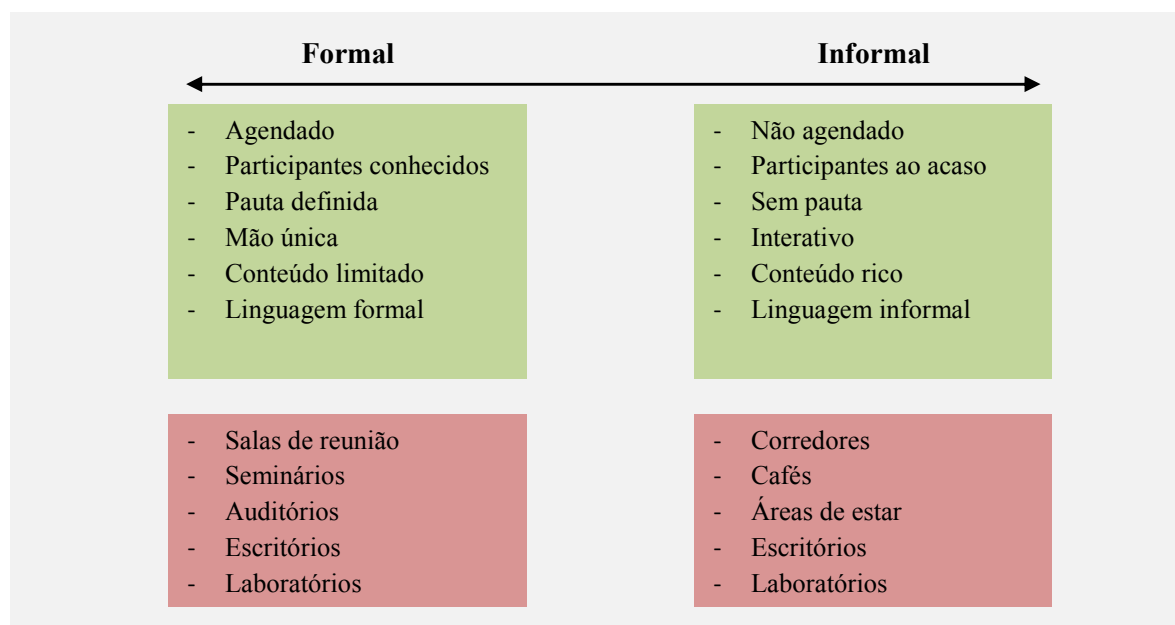 Formal
Informal
- Agendado
- Participantes conhecidos
- Pauta definida
- Mão única
- Conteúdo limitado
- Linguagem formal
- Não agendado
- Participantes ao acaso
- Sem pauta
- Interativo
- Conteúdo rico
- Linguagem informal
- Salas de reunião
- Seminários
- Auditórios
- Escritórios
- Laboratórios
- Corredores
- Cafés
- Áreas de estar
- Escritórios
- Laboratórios